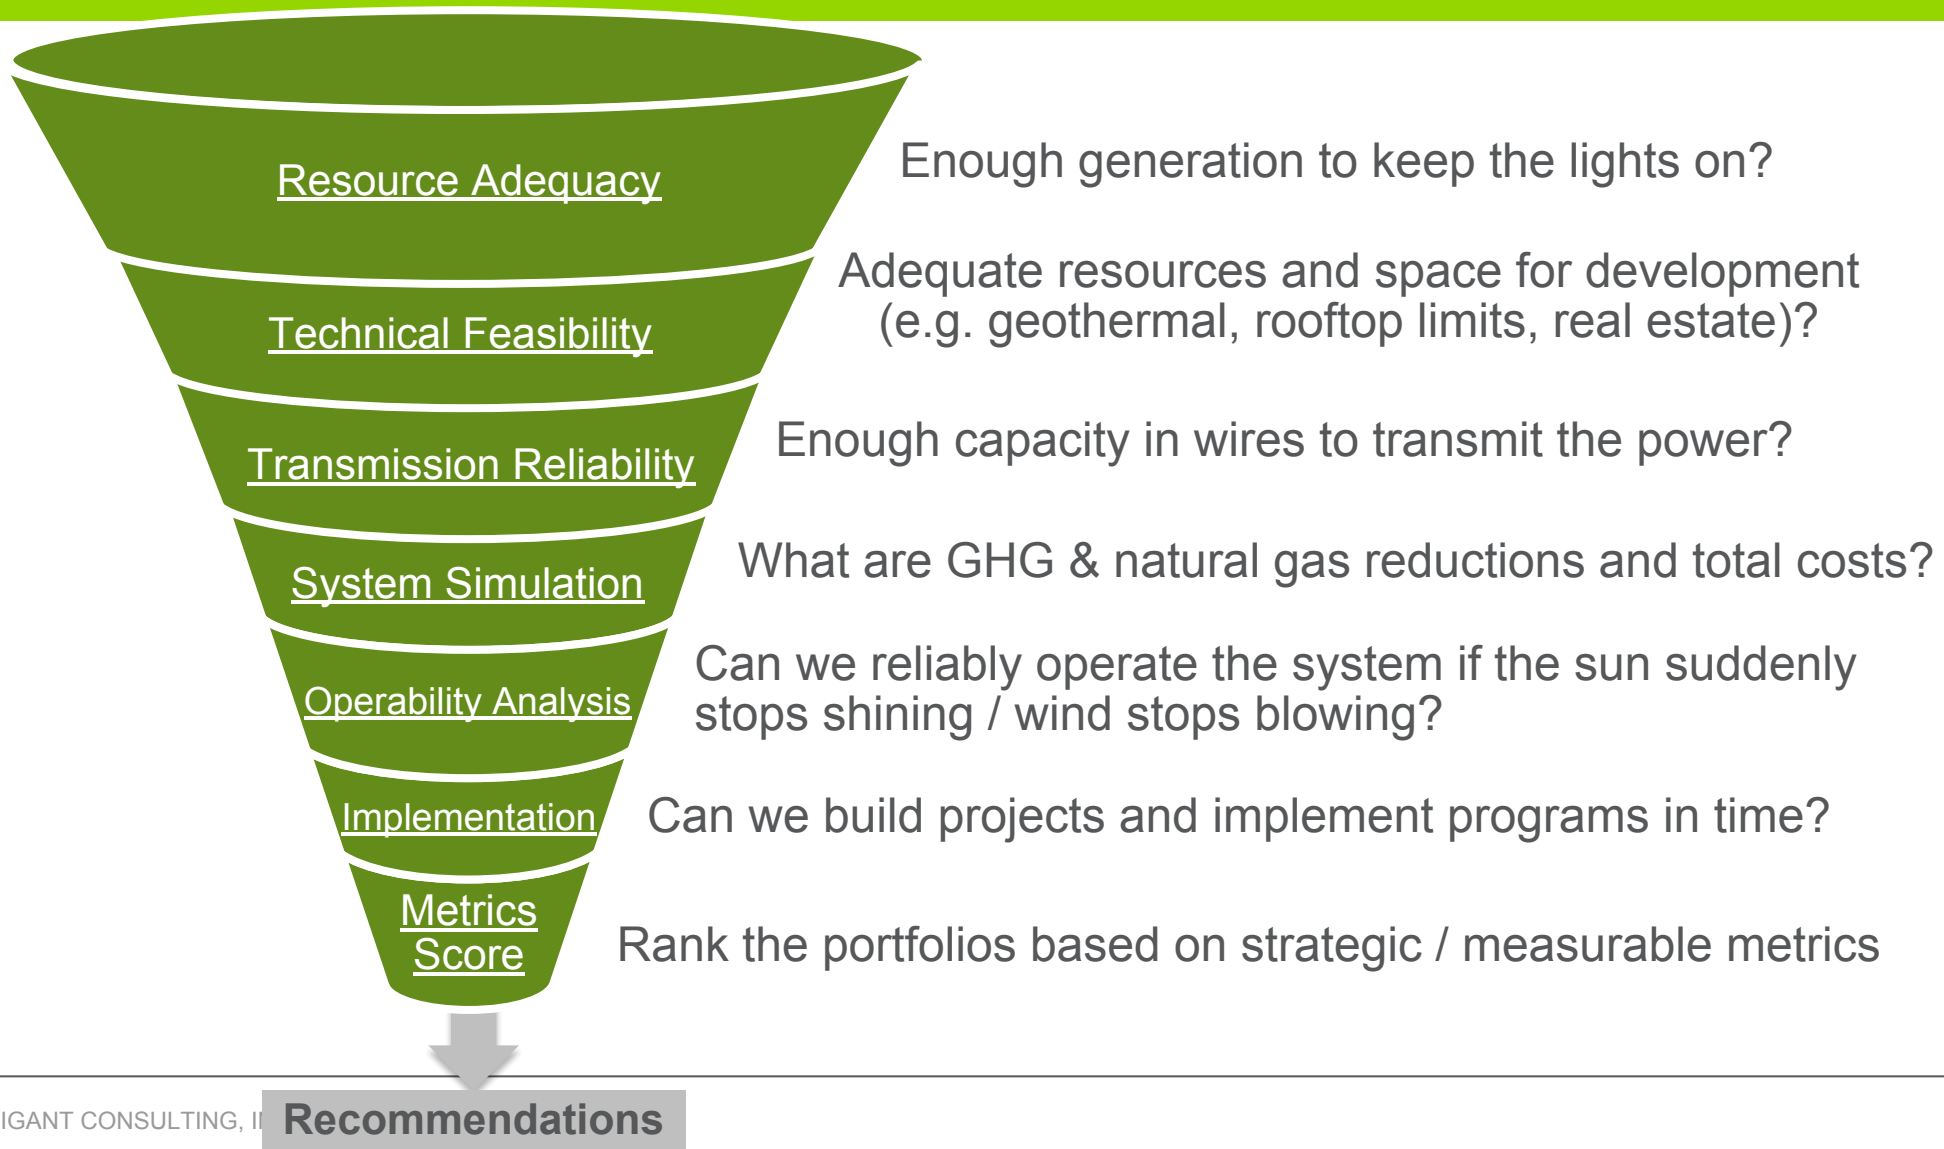 Resource Adequacy
Enough generation to keep the lights on?
Technical Feasibility
Adequate resources and space for development
(e.g. geothermal, rooftop limits, real estate)?
Transmission Reliability
Enough capacity in wires to transmit the power?
System Simulation
What are GHG & natural gas reductions and total costs?
Operability Analysis
Can we reliably operate the system if the sun suddenly
stops shining / wind stops blowing?
Implementation
Can we build projects and implement programs in time?
Metrics
Score
Rank the portfolios based on strategic / measurable metrics
IGANT CONSULTING, I
Recommendations